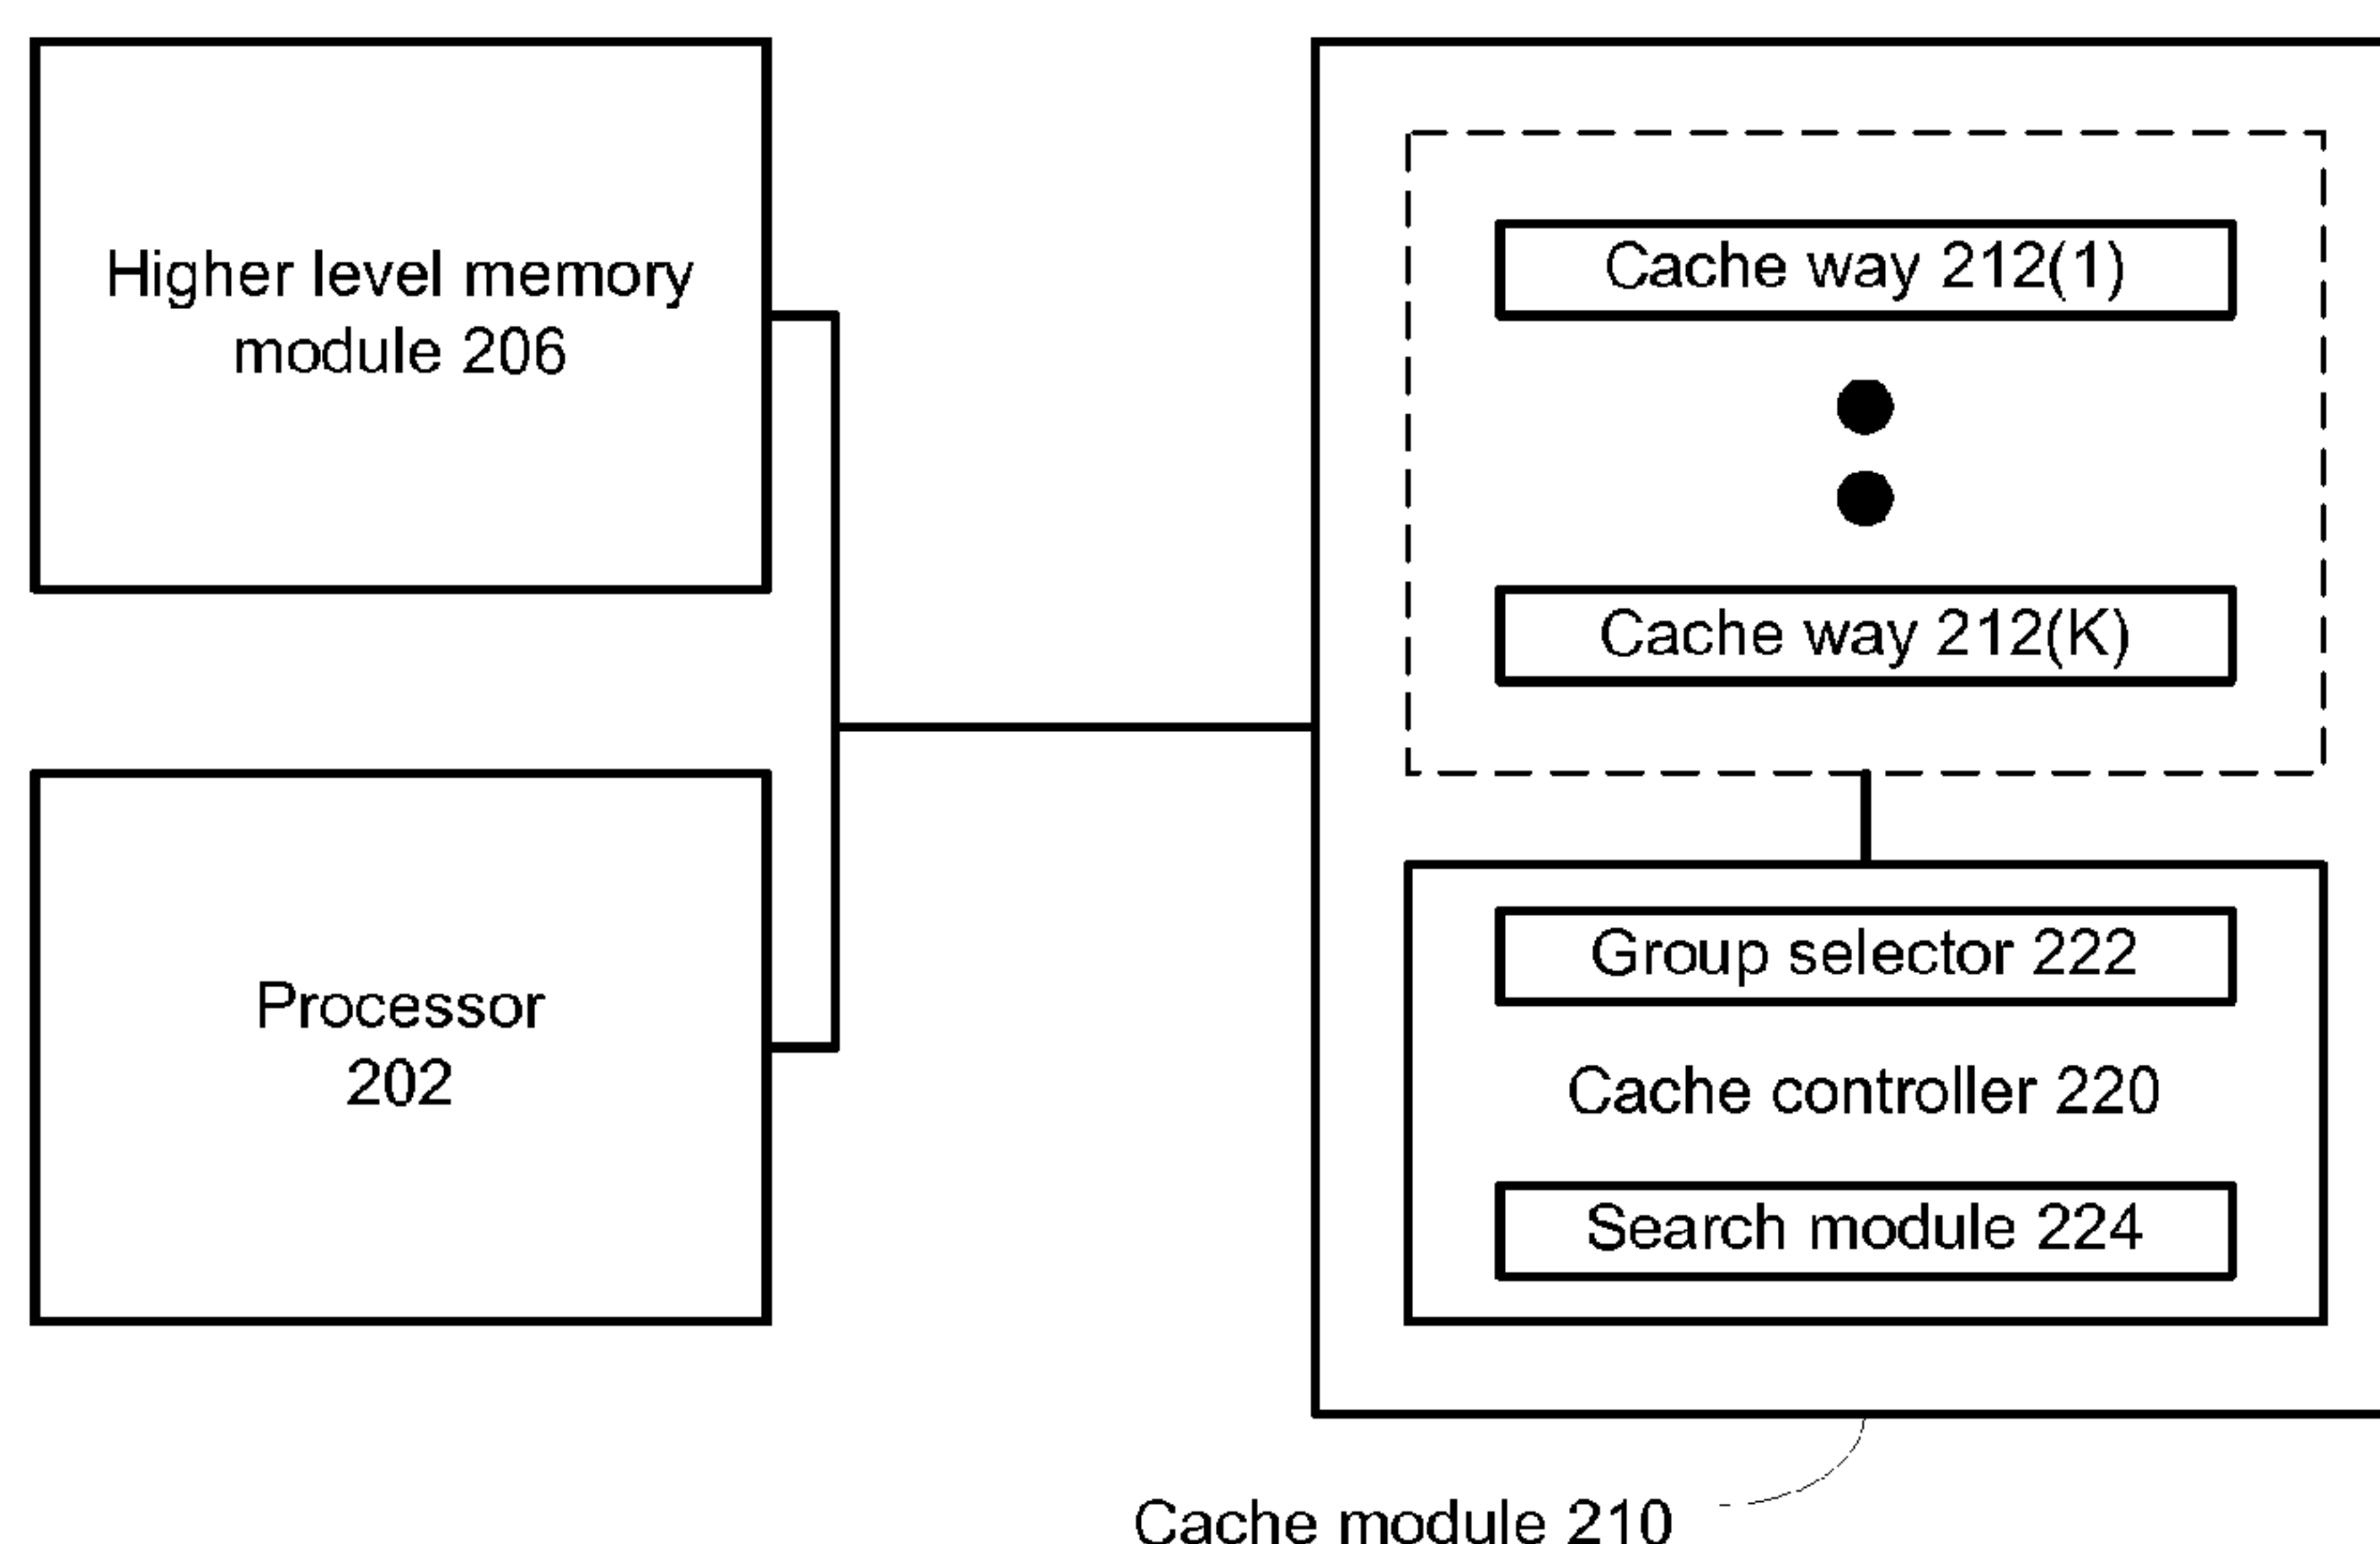 Higher level memory
module 206
Processor
202
Cache way 212(1)
Cache way 212(K)
Group selector 222
Cache controller 220
Search module 224
Cache module 210